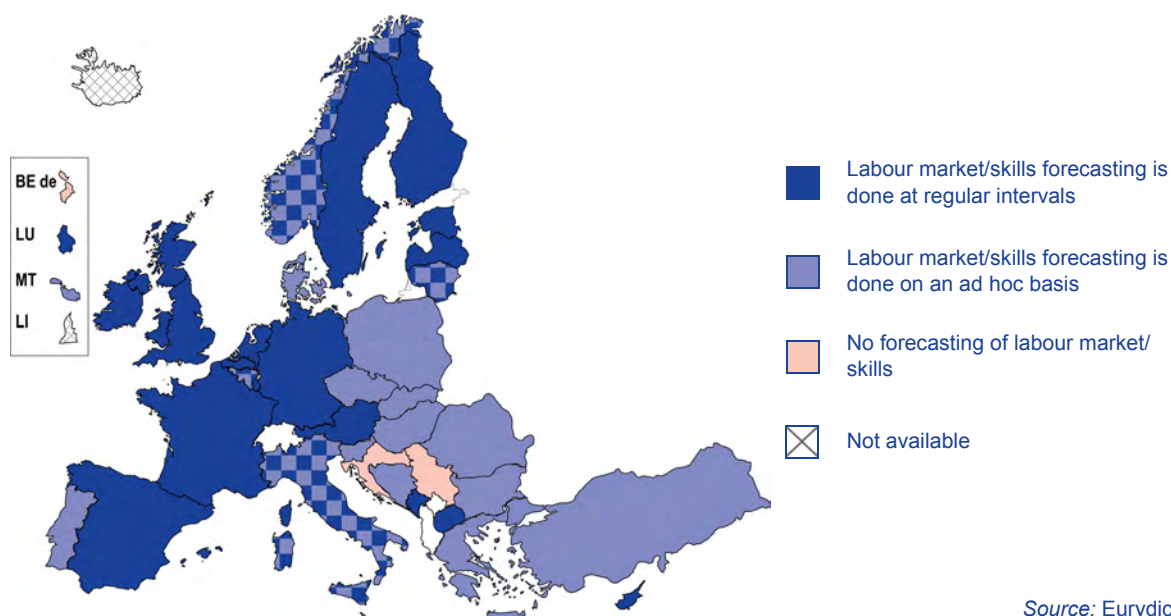 BE de
LU
MT
LI
Labour market/skills forecasting is
done at regular intervals
Labour market/skills forecasting is
done on an ad hoc basis
No forecasting of labour market/
skills
Not available
Source: Eurydic